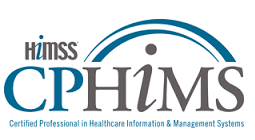 HiMSS
CPHiMS
Certified Professional in Healthcare Information & Management Systems